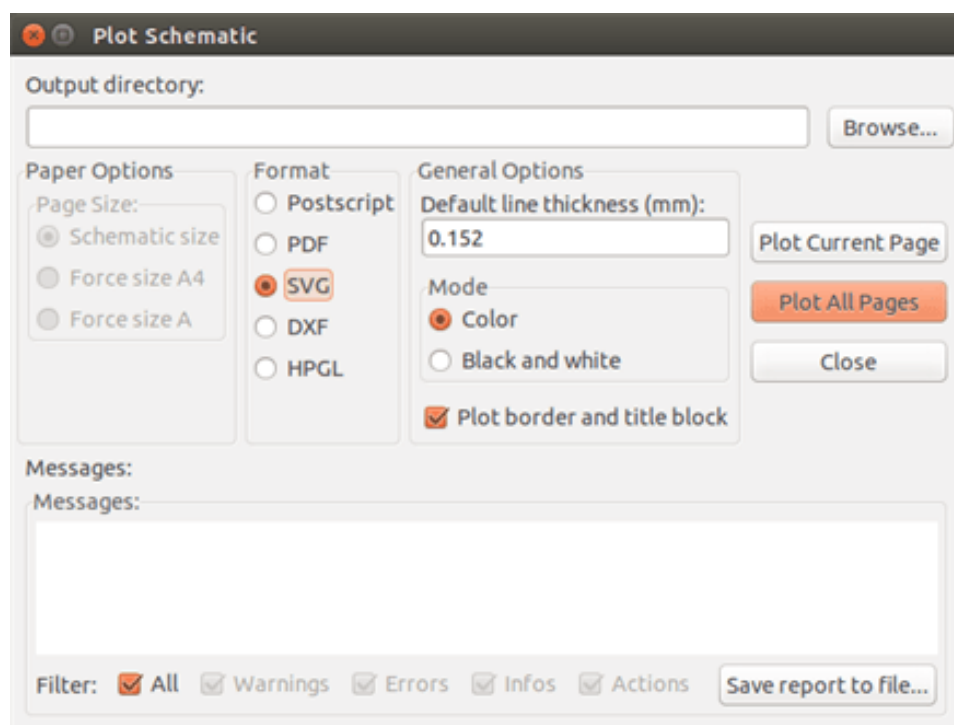 Plot Schematic
Output directory:
Browse...
Paper Options
Page Size:
Schematic size
Force size A4
Force size A
Format
Postscript
PDF
SVG
DXF
HPGL
General Options
Default line thickness (mm):
0.152
Mode
Color
Black and white
Plot border and title block
Plot Current Page
Plot All Pages
Close
Messages:
Messages:
Filter: All Warnings Errors Infos Actions Save report to file...